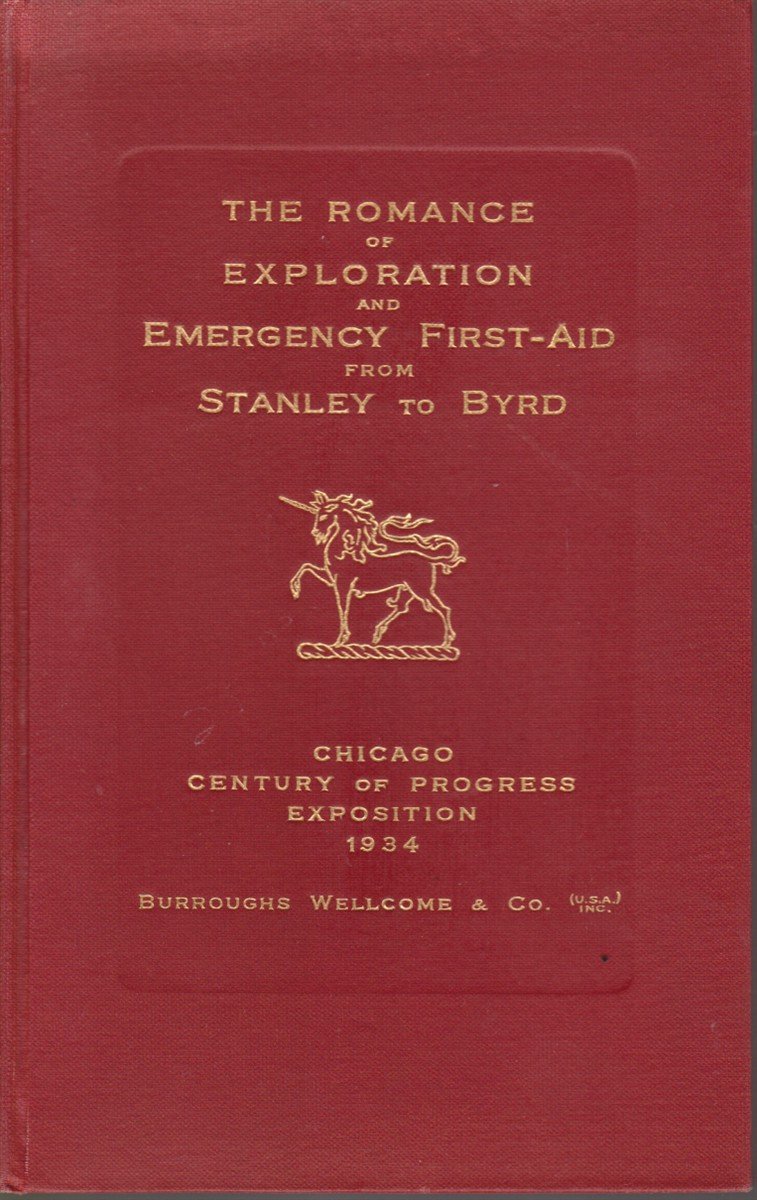 THE ROMANCE
OF
EXPLORATION
AND
EMERGENCY FIRST-AID
FROM
STANLEY TO BYRD
CHICAGO
CENTURY OF PROGRESS
EXPOSITION
1934
BURROUGHS WELLCOME & CO. (U.S.A.) INC.